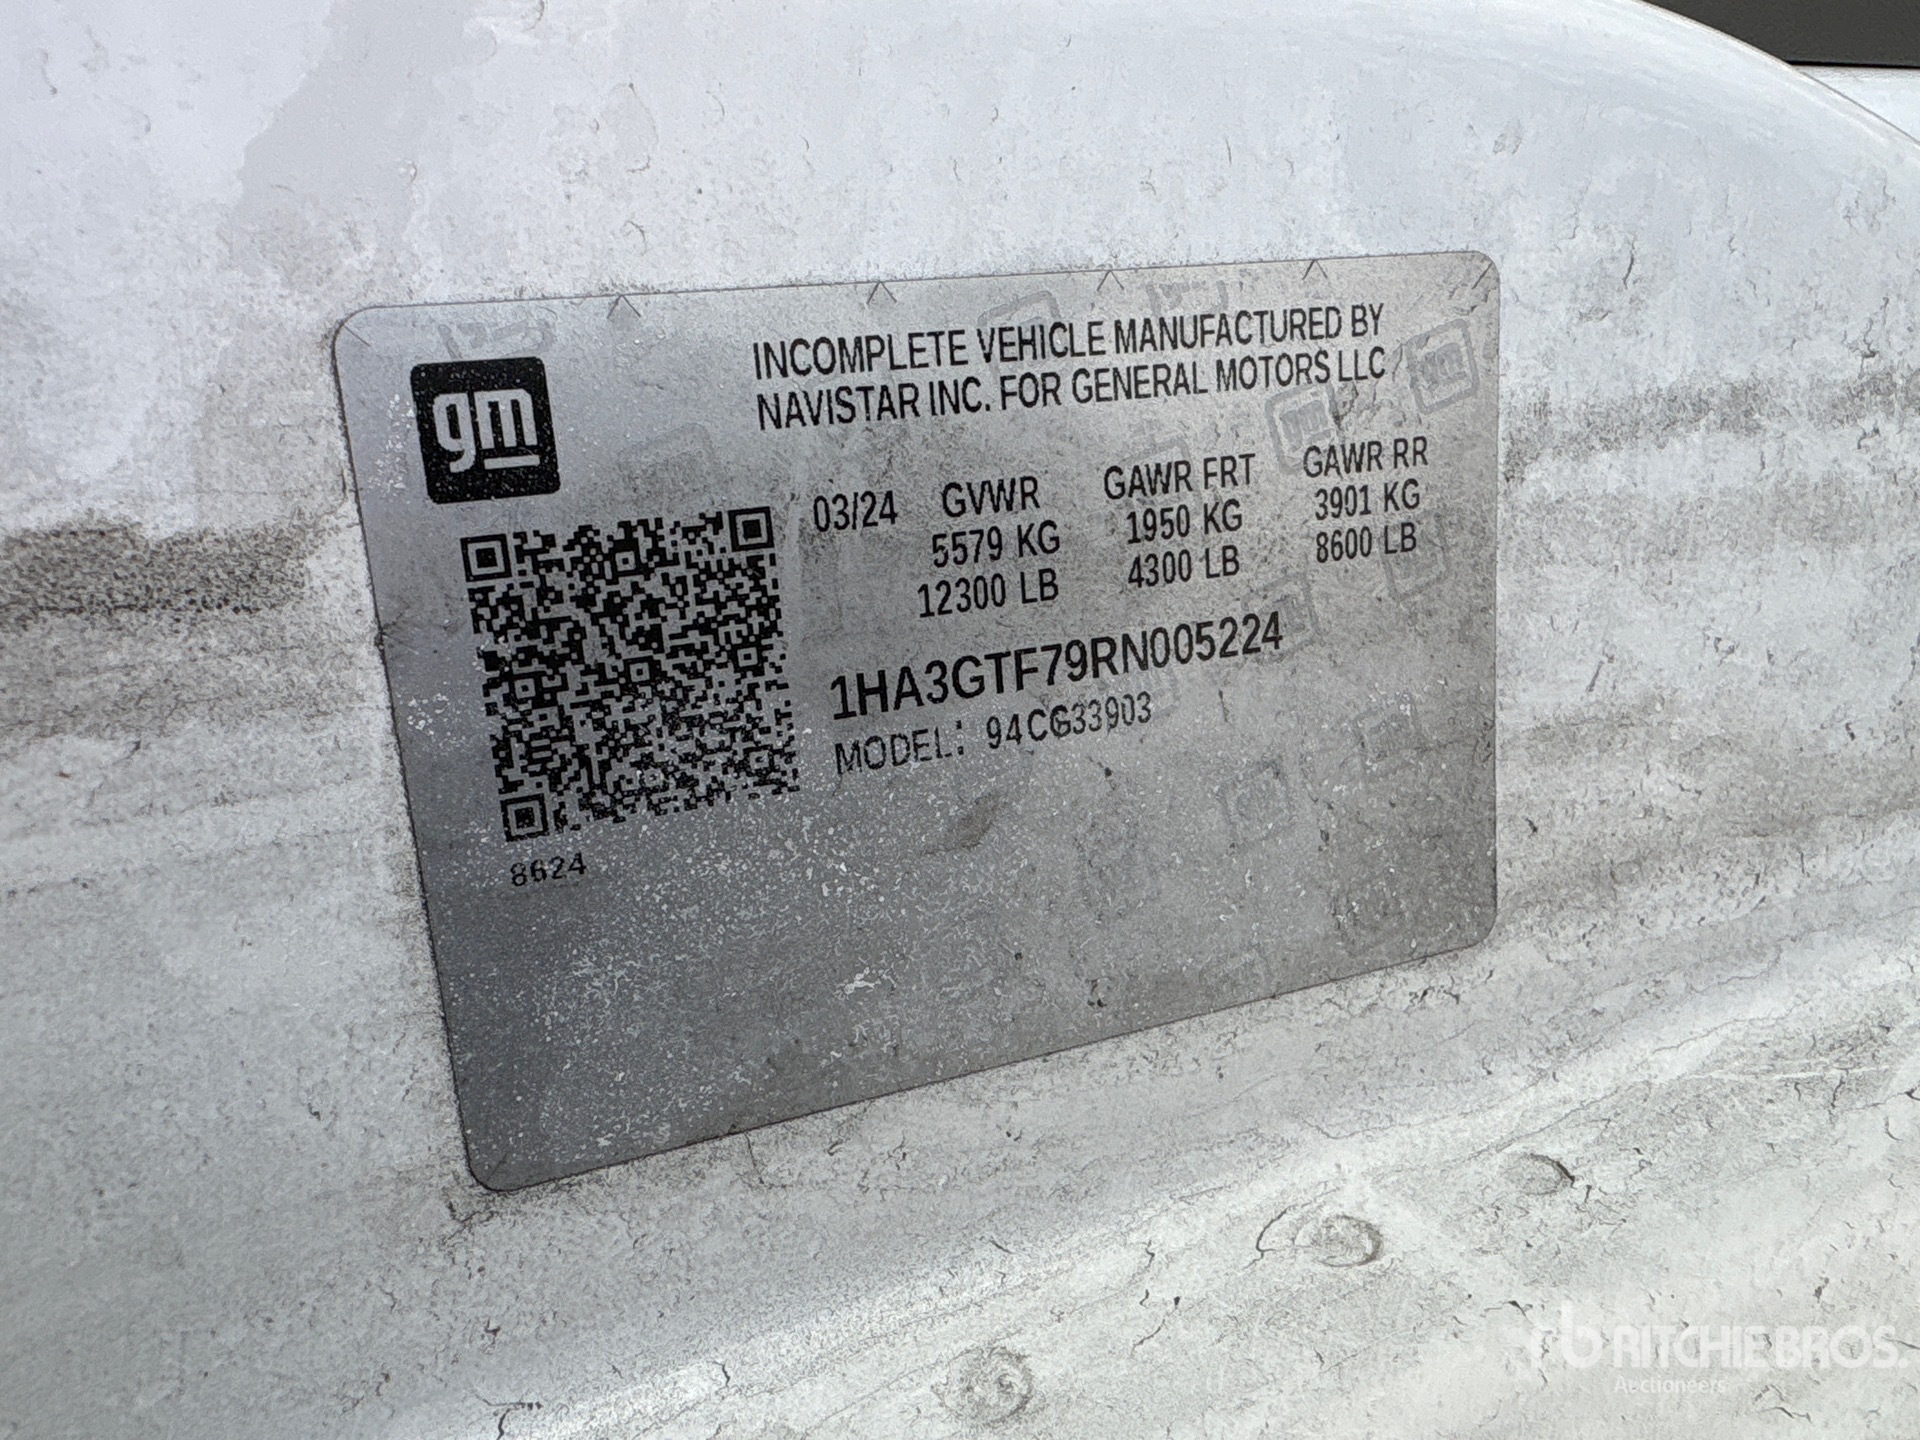 gm
INCOMPLETE VEHICLE MANUFACTURED BY
NAVISTAR INC. FOR GENERAL MOTORS LLC
03/24 GVWR GAWR FRT GAWR RR
5579 KG 1950 KG 3901 KG
12300 LB 4300 LB 8600 LB
1HA3GTF79RN005224
MODEL: 94CG33903
8624
rb RITCHIE BROS.
Auctioneers